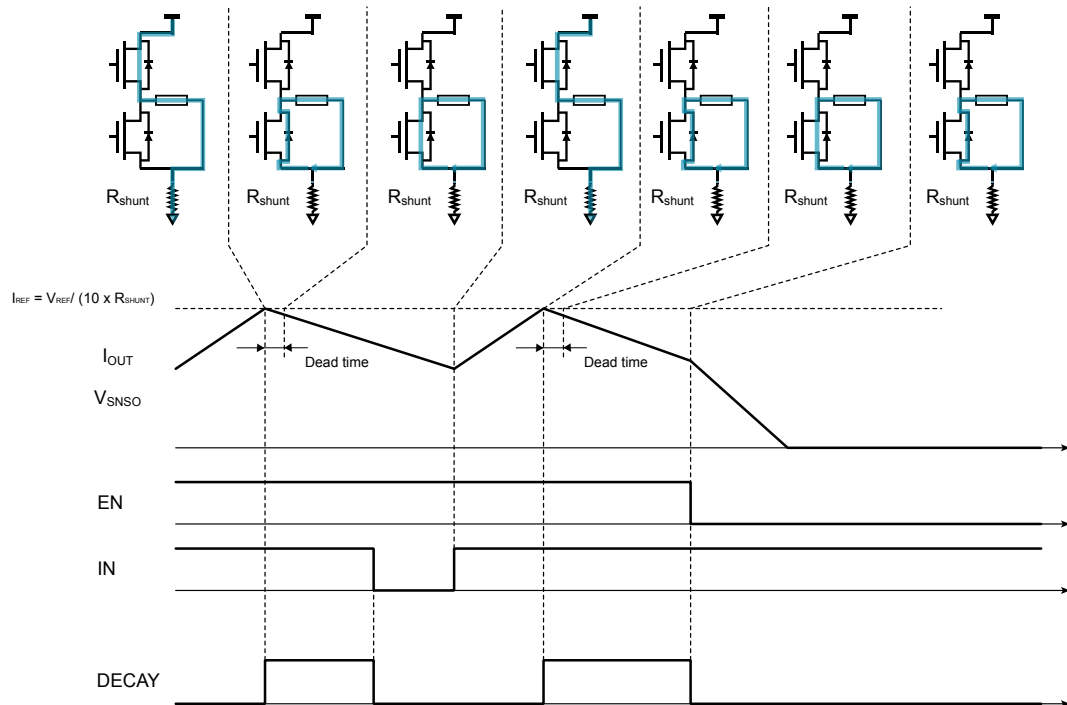 Rshunt
Rshunt
Rshunt
Rshunt
Rshunt
Rshunt
Rshunt
IREF = VREF/ (10 x RSHUNT)
IOUT
Dead time
Dead time
VSNSO
EN
IN
DECAY